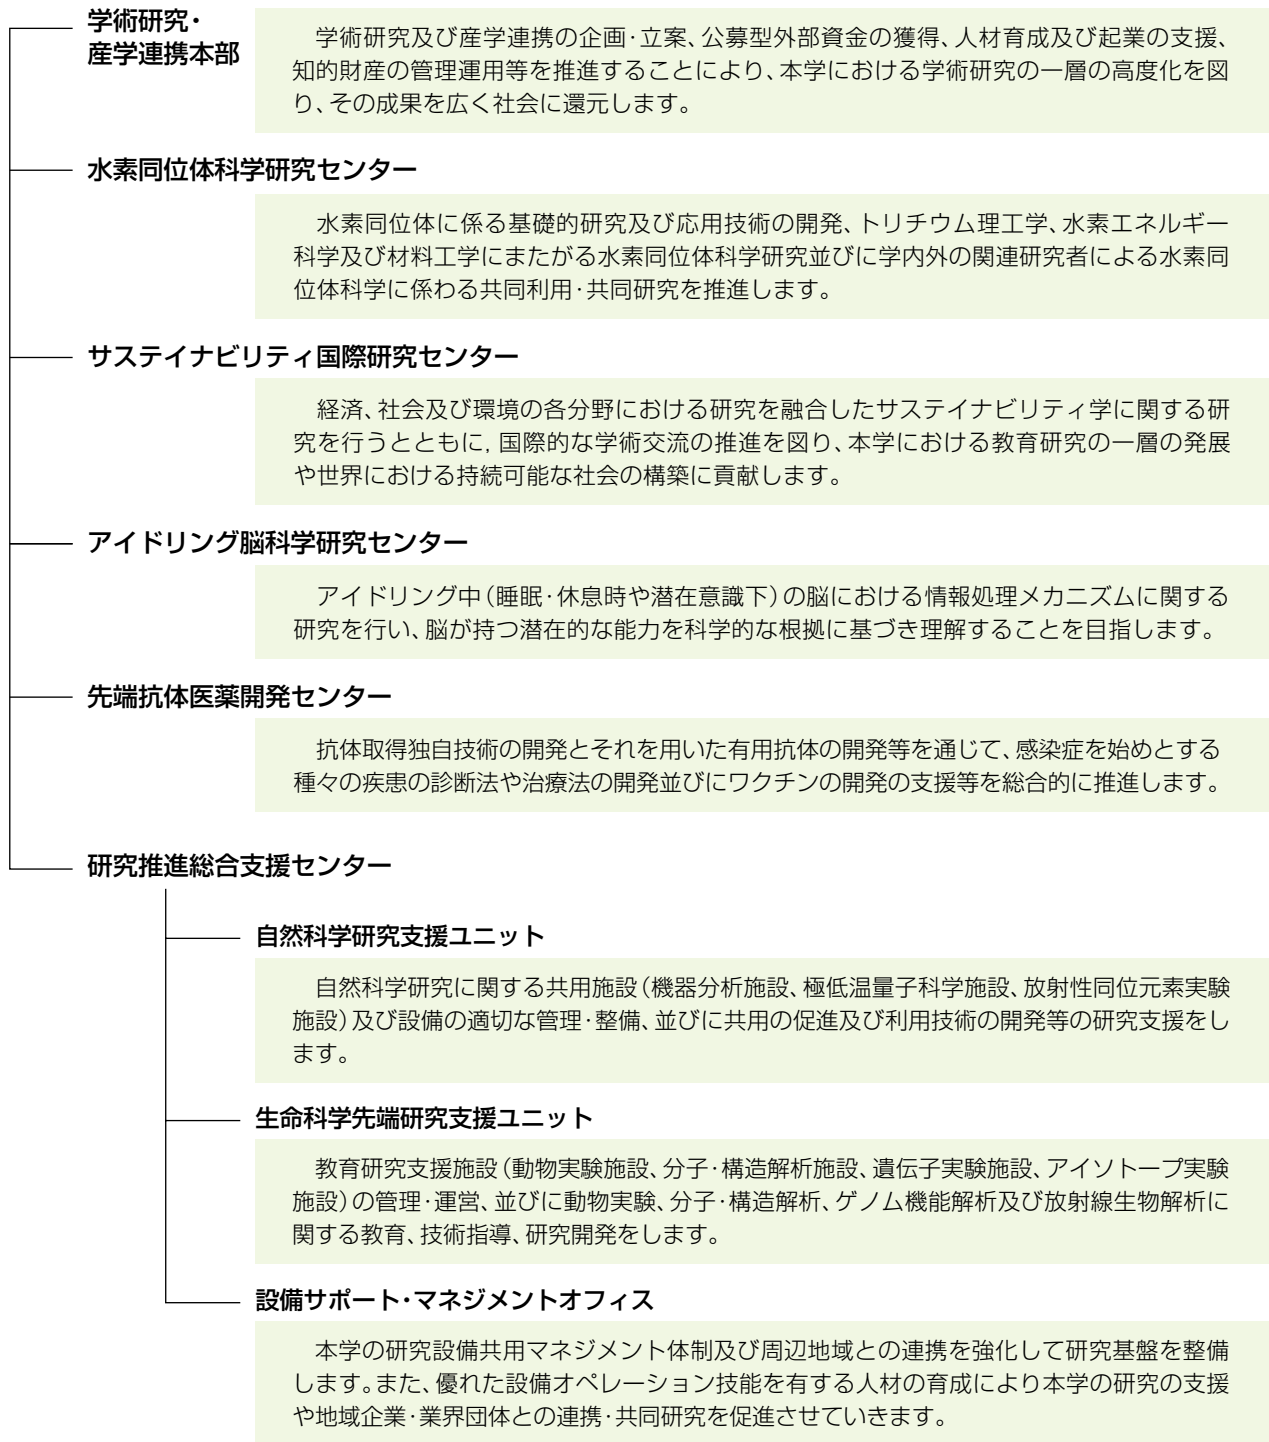 学術研究・
産学連携本部
学術研究及び産学連携の企画・立案、公募型外部資金の獲得、人材育成及び起業の支援、
知的財産の管理運用等を推進することにより、本学における学術研究の一層の高度化を図
り、その成果を広く社会に還元します。
水素同位体科学研究センター
水素同位体に係る基礎的研究及び応用技術の開発、トリチウム理工学、水素エネルギー
科学及び材料工学にまたがる水素同位体科学研究並びに学内外の関連研究者による水素同
位体科学に係わる共同利用・共同研究を推進します。
サステイナビリティ国際研究センター
経済、社会及び環境の各分野における研究を融合したサステイナビリティ学に関する研
究を行うとともに, 国際的な学術交流の推進を図り、本学における教育研究の一層の発展
や世界における持続可能な社会の構築に貢献します。
アイドリング脳科学研究センター
アイドリング中（睡眠・休息時や潜在意識下）の脳における情報処理メカニズムに関する
研究を行い、脳が持つ潜在的な能力を科学的な根拠に基づき理解することを目指します。
先端抗体医薬開発センター
抗体取得独自技術の開発とそれを用いた有用抗体の開発等を通じて、感染症を始めとする
種々の疾患の診断法や治療法の開発並びにワクチンの開発の支援等を総合的に推進します。
研究推進総合支援センター
自然科学研究支援ユニット
自然科学研究に関する共用施設（機器分析施設、極低温量子科学施設、放射性同位元素実験
施設）及び設備の適切な管理・整備、並びに共用の促進及び利用技術の開発等の研究支援をし
ます。
生命科学先端研究支援ユニット
教育研究支援施設（動物実験施設、分子・構造解析施設、遺伝子実験施設、アイソトープ実験
施設）の管理・運営、並びに動物実験、分子・構造解析、ゲノム機能解析及び放射線生物解析に
関する教育、技術指導、研究開発をします。
設備サポート・マネジメントオフィス
本学の研究設備共用マネジメント体制及び周辺地域との連携を強化して研究基盤を整備
します。また、優れた設備オペレーション技能を有する人材の育成により本学の研究の支援
や地域企業・業界団体との連携・共同研究を促進させていきます。